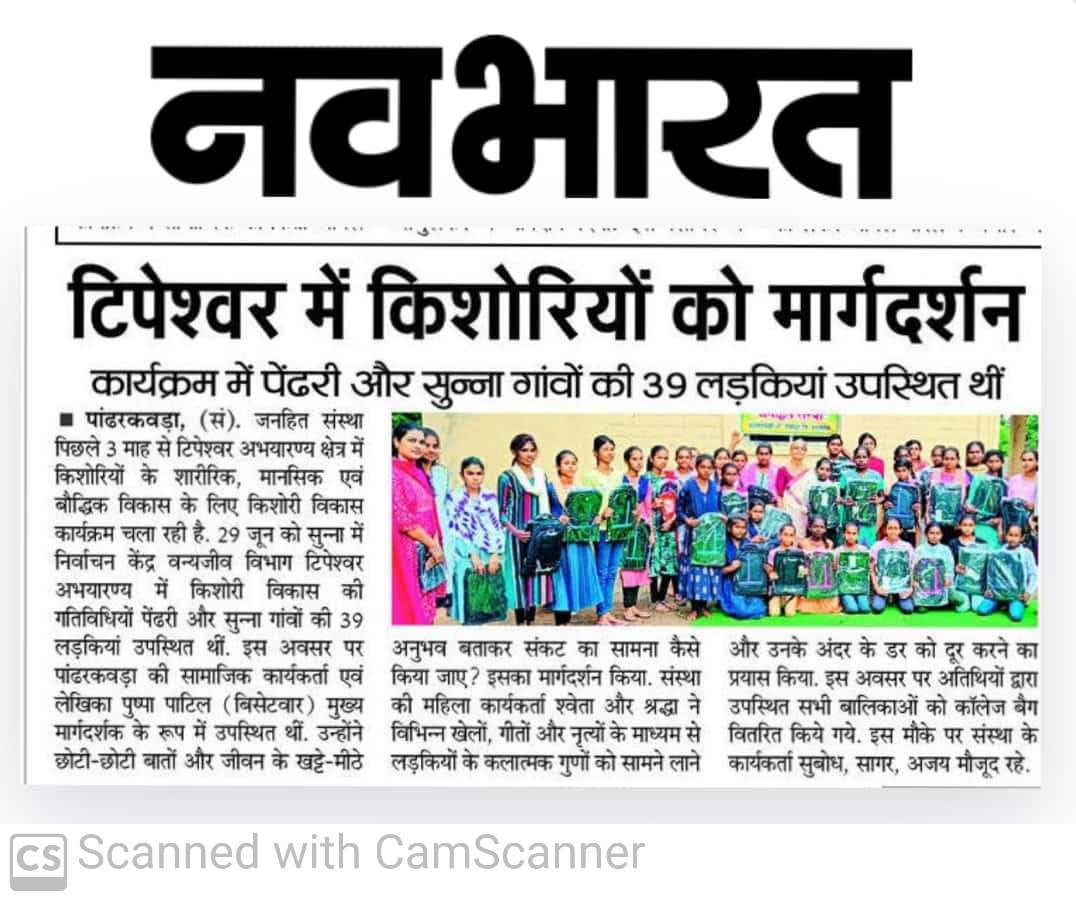 नवभारत
टिपेश्वर में किशोरियों को मार्गदर्शन
कार्यक्रम में पेंढरी और सुन्ना गांवों की 39 लड़कियां उपस्थित थीं
■ पांढरकवड़ा, (सं). जनहित संस्था
पिछले 3 माह से टिपेश्वर अभयारण्य क्षेत्र में
किशोरियों के शारीरिक, मानसिक एवं
बौद्धिक विकास के लिए किशोरी विकास
कार्यक्रम चला रही है. 29 जून को सुन्ना में
निर्वाचन केंद्र वन्यजीव विभाग टिपेश्वर
अभयारण्य में किशोरी विकास की
गतिविधियों पेंढरी और सुन्ना गांवों की 39
लड़कियां उपस्थित थीं. इस अवसर पर
पांढरकवड़ा की सामाजिक कार्यकर्ता एवं
लेखिका पुष्पा पाटिल (बिसेटवार) मुख्य
मार्गदर्शक के रूप में उपस्थित थीं. उन्होंने
छोटी-छोटी बातों और जीवन के खट्टे-मीठे
अनुभव बताकर संकट का सामना कैसे
किया जाए? इसका मार्गदर्शन किया. संस्था
की महिला कार्यकर्ता श्वेता और श्रद्धा ने
विभिन्न खेलों, गीतों और नृत्यों के माध्यम से
लड़कियों के कलात्मक गुणों को सामने लाने
और उनके अंदर के डर को दूर करने का
प्रयास किया. इस अवसर पर अतिथियों द्वारा
उपस्थित सभी बालिकाओं को कॉलेज बैग
वितरित किये गये. इस मौके पर संस्था के
कार्यकर्ता सुबोध, सागर, अजय मौजूद रहे.
CS Scanned with CamScanner